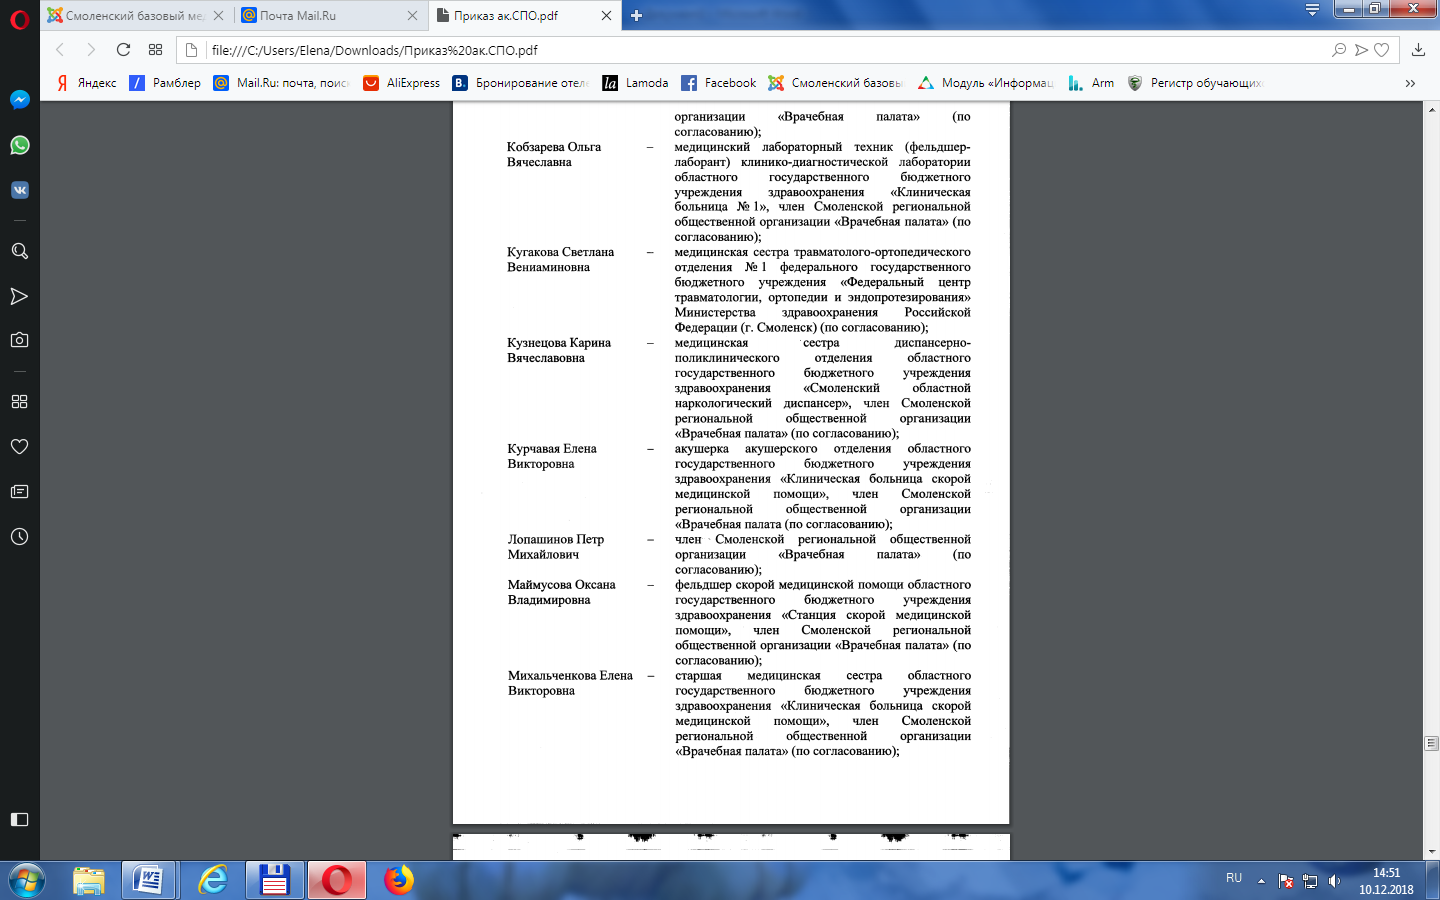 Смоленский базовый ме
Почта Mail.Ru
Приказ ак.СПО.pdf
file:///C:/Users/Elena/Downloads/Приказ%20ак.СПО.pdf
Яндекс
Рамблер
Mail.Ru: почта, поиск
AliExpress
Бронирование отеле
Lamoda
Facebook
Смоленский базовы
Модуль «Информац
Arm
Регистр обучающихс
организации «Врачебная палата» (по
согласованию);
Кобзарева Ольга – медицинский лабораторный техник (фельдшер-
Вячеславна лаборант) клинико-диагностической лаборатории
областного государственного бюджетного
учреждения здравоохранения «Клиническая
больница №1», член Смоленской региональной
общественной организации «Врачебная палата» (по
согласованию);
Кугакова Светлана – медицинская сестра травматолого-ортопедического
Вениаминовна отделения №1 федерального государственного
бюджетного учреждения «Федеральный центр
травматологии, ортопедии и эндопротезирования»
Министерства здравоохранения Российской
Федерации (г. Смоленск) (по согласованию);
Кузнецова Карина – медицинская сестра диспансерно-
Вячеславовна поликлинического отделения областного
государственного бюджетного учреждения
здравоохранения «Смоленский областной
наркологический диспансер», член Смоленской
региональной общественной организации
«Врачебная палата» (по согласованию);
Курчавая Елена – акушерка акушерского отделения областного
Викторовна государственного бюджетного учреждения
здравоохранения «Клиническая больница скорой
медицинской помощи», член Смоленской
региональной общественной организации
«Врачебная палата (по согласованию);
Лопашинов Петр – член Смоленской региональной общественной
Михайлович организации «Врачебная палата» (по
согласованию);
Маймусова Оксана – фельдшер скорой медицинской помощи областного
Владимировна государственного бюджетного учреждения
здравоохранения «Станция скорой медицинской
помощи», член Смоленской региональной
общественной организации «Врачебная палата» (по
согласованию);
Михальченкова Елена – старшая медицинская сестра областного
Викторовна государственного бюджетного учреждения
здравоохранения «Клиническая больница скорой
медицинской помощи», член Смоленской
региональной общественной организации
«Врачебная палата» (по согласованию);
RU
14:51
10.12.2018